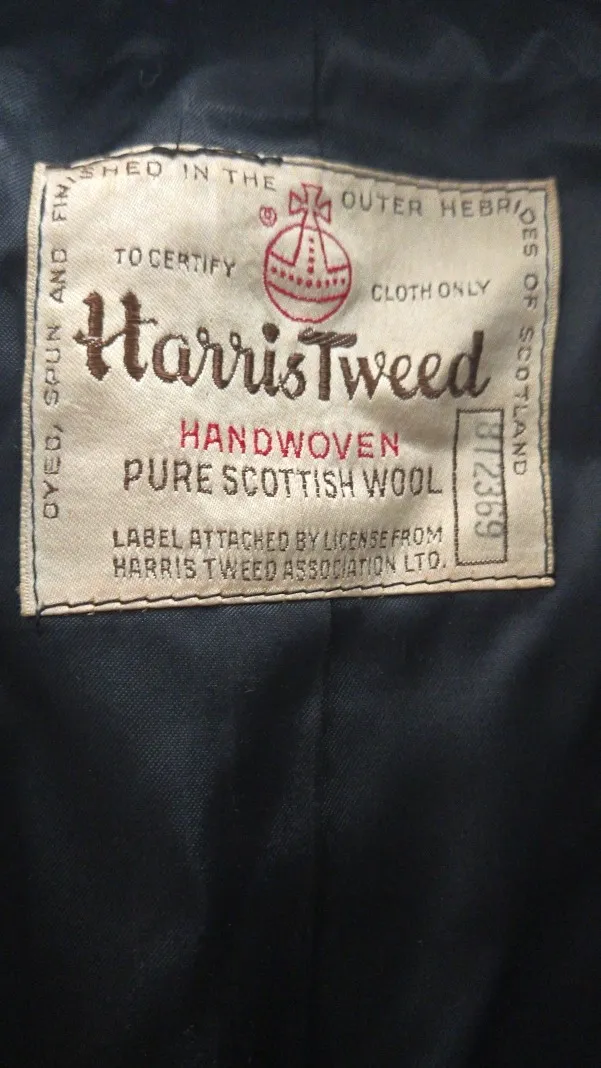 DYED, SPUN AND FINISHED IN THE OUTER HEBRIDES OF SCOTLAND
®
TO CERTIFY
CLOTH ONLY
Harris Tweed
HANDWOVEN
PURE SCOTTISH WOOL
812369
LABEL ATTACHED BY LICENSE FROM
HARRIS TWEED ASSOCIATION LTD.